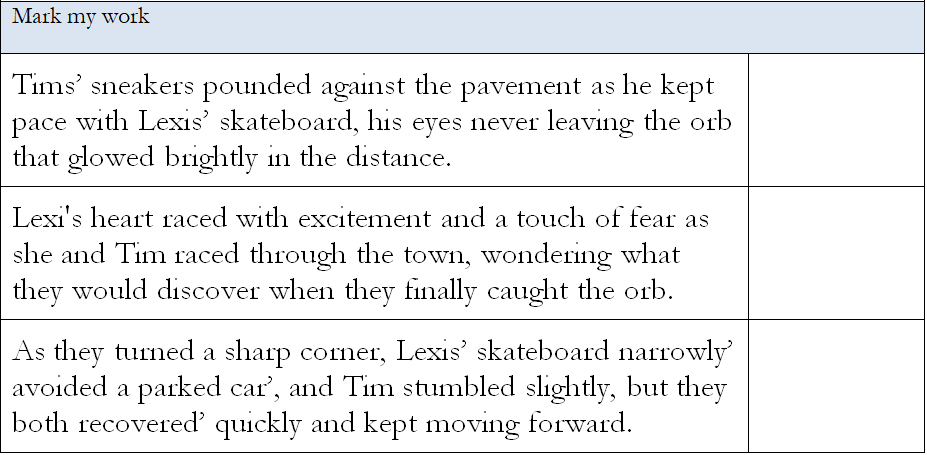 Mark my work
Tims’ sneakers pounded against the pavement as he kept
pace with Lexis’ skateboard, his eyes never leaving the orb
that glowed brightly in the distance.
Lexi's heart raced with excitement and a touch of fear as
she and Tim raced through the town, wondering what
they would discover when they finally caught the orb.
As they turned a sharp corner, Lexis’ skateboard narrowly’
avoided a parked car’, and Tim stumbled slightly, but they
both recovered’ quickly and kept moving forward.